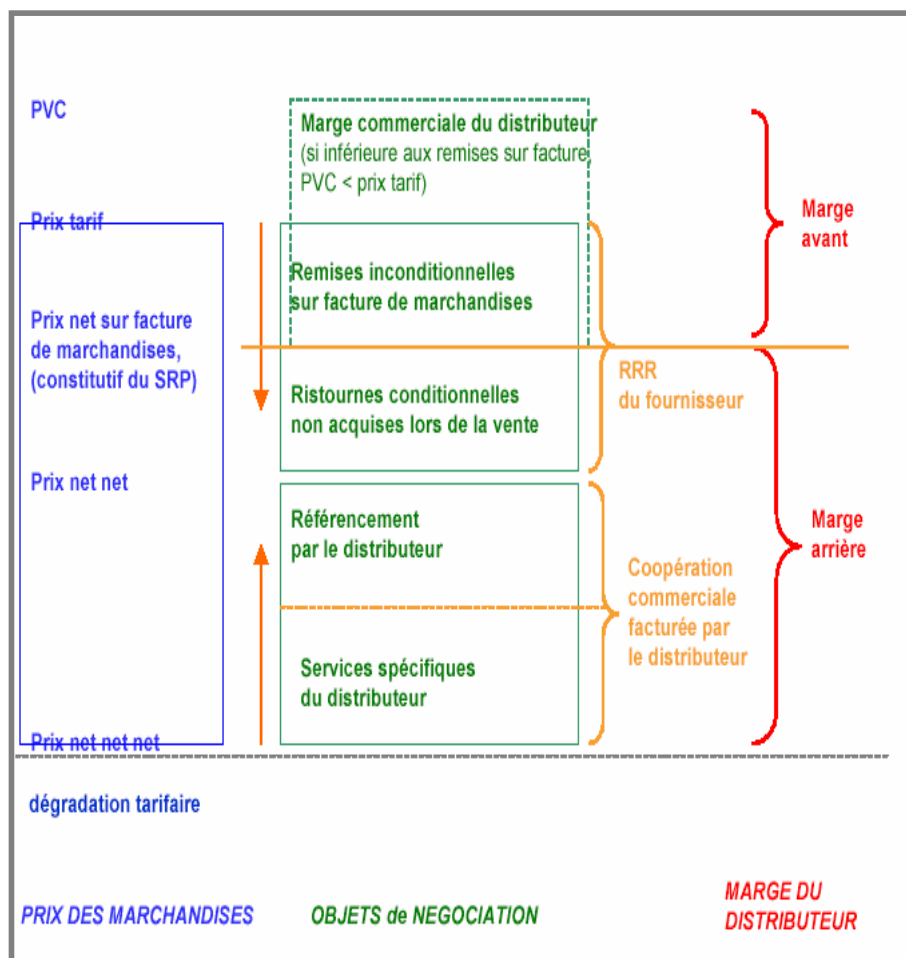 PVC
Marge commerciale du distributeur
(si inférieure aux remises sur facture,
PVC < prix tarif)
Prix tarif
Marge
avant
Remises inconditionnelles
sur facture de marchandises
Prix net sur facture
de marchandises,
(constitutif du SRP)
RRR
du fournisseur
Ristournes conditionnelles
non acquises lors de la vente
Prix net net
Référencement
par le distributeur
Marge
arrière
Coopération
commerciale
facturée par
le distributeur
Services spécifiques
du distributeur
Prix net net net
dégradation tarifaire
PRIX DES MARCHANDISES
OBJETS de NEGOCIATION
MARGE DU
DISTRIBUTEUR